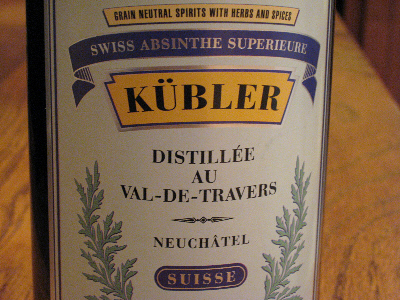 GRAIN NEUTRAL SPIRITS WITH HERBS AND SPICES
SWISS ABSINTHE SUPERIEURE
KÜBLER
DISTILLÉE
AU
VAL-DE-TRAVERS
NEUCHÂTEL
SUISSE